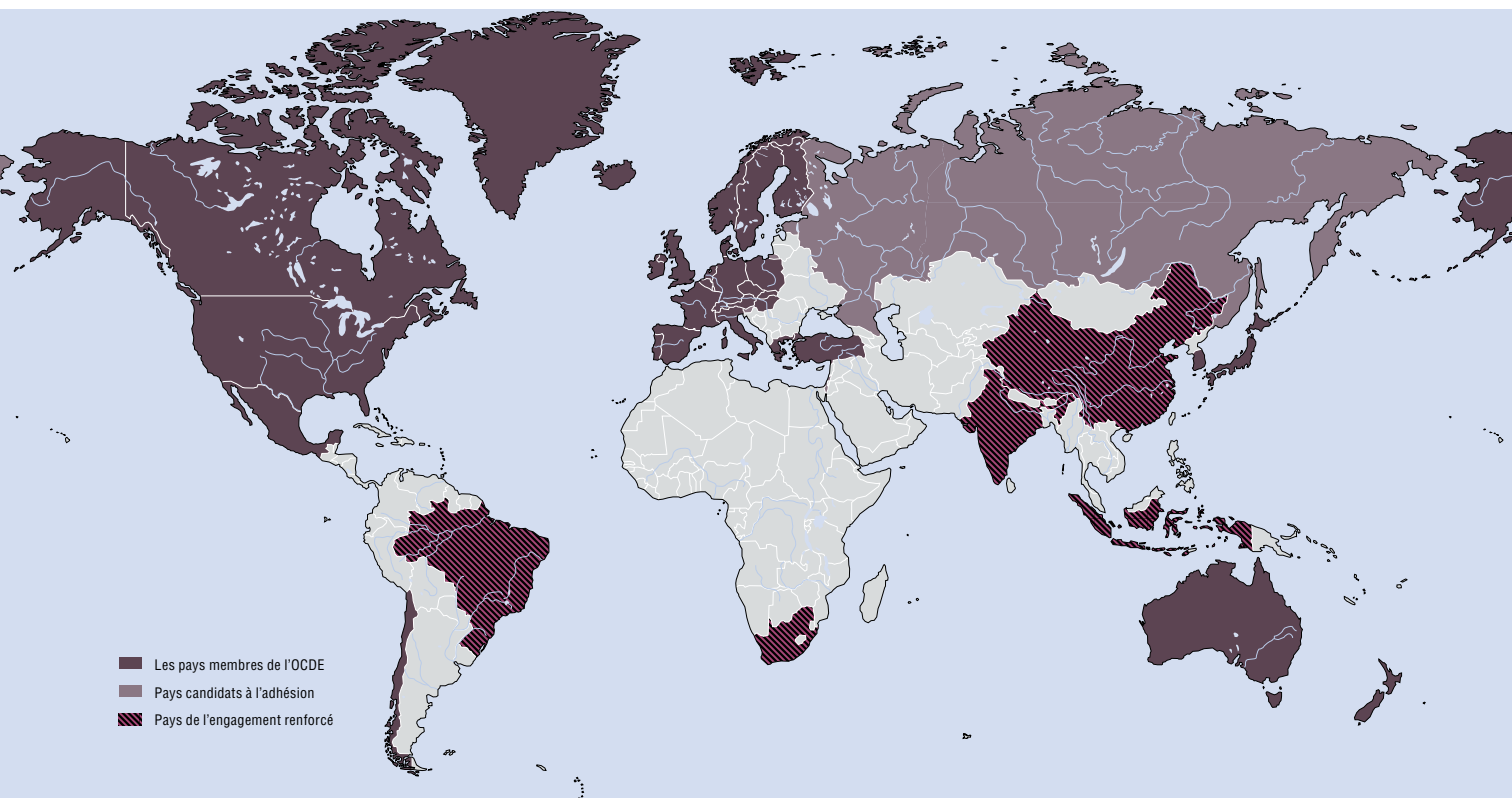 Les pays membres de l’OCDE
Pays candidats à l’adhésion
Pays de l’engagement renforcé